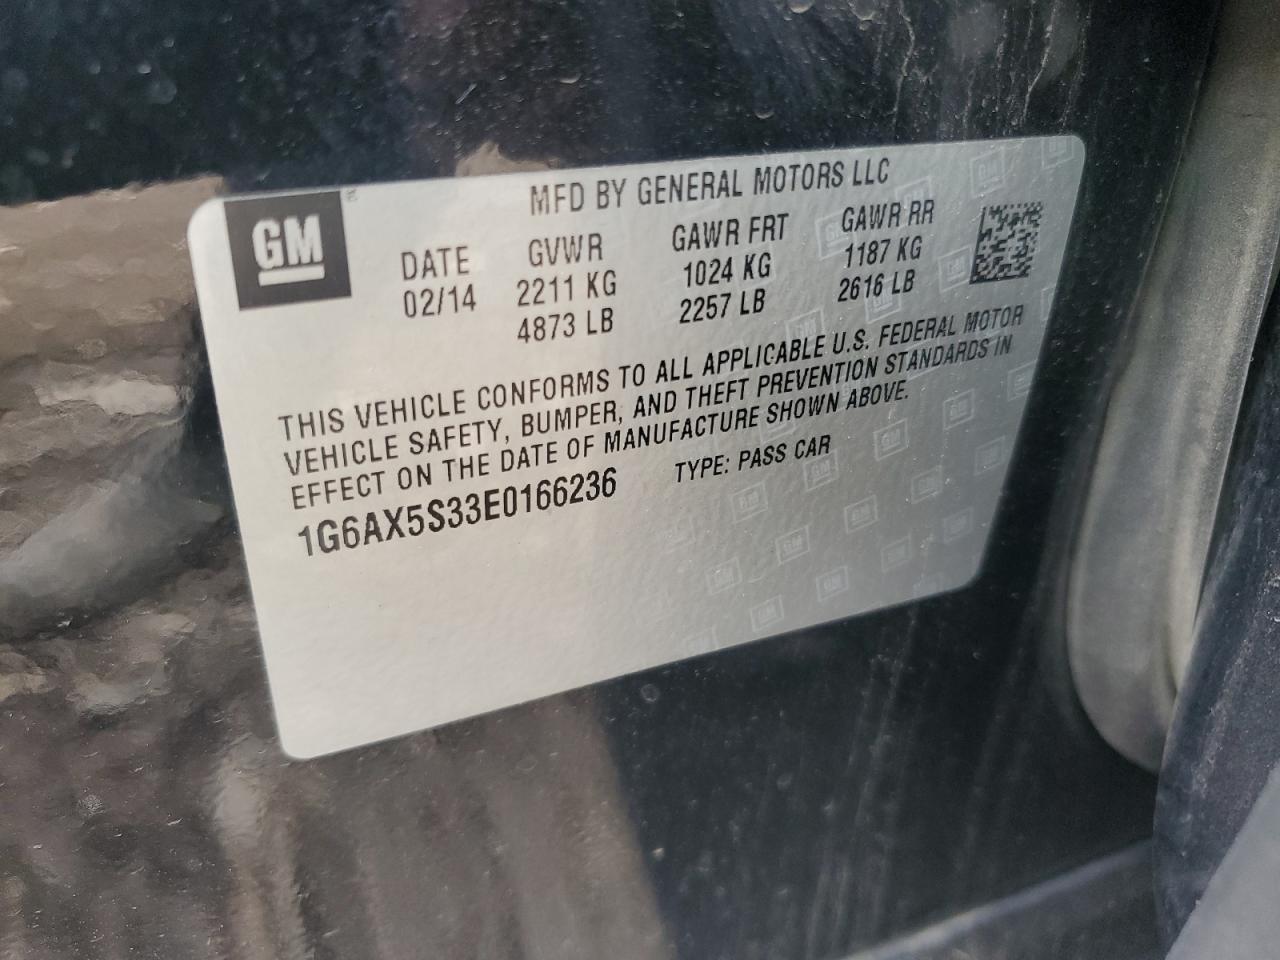 GM
MFD BY GENERAL MOTORS LLC
DATE GVWR GAWR FRT GAWR RR
02/14 2211 KG 1024 KG 1187 KG
4873 LB 2257 LB 2616 LB
THIS VEHICLE CONFORMS TO ALL APPLICABLE U.S. FEDERAL MOTOR
VEHICLE SAFETY, BUMPER, AND THEFT PREVENTION STANDARDS IN
EFFECT ON THE DATE OF MANUFACTURE SHOWN ABOVE.
1G6AX5S33E0166236 TYPE: PASS CAR